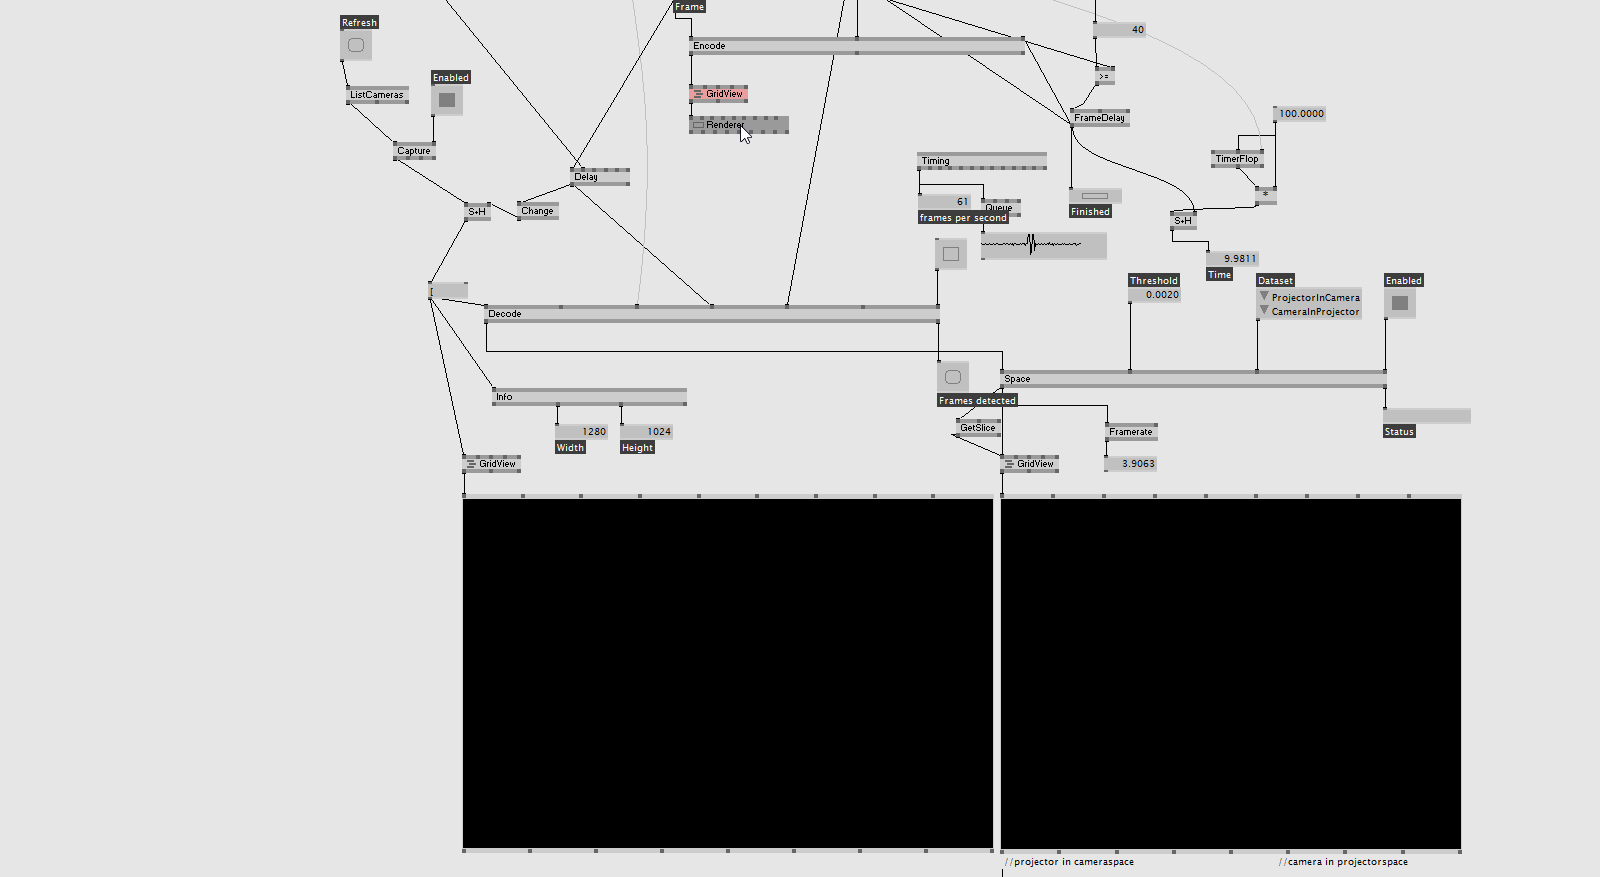 Frame
Refresh
40
Encode
>=
Enabled
ListCameras
GridView
100.0000
FrameDelay
Renderer
Capture
TimerFlop
Timing
Delay
*
61
Queue
S+H
Change
frames per second
Finished
S+H
9.9811
Time
Threshold
Dataset
Enabled
0.0020
ProjectorInCamera
CameraInProjector
[
Decode
Space
Info
Frames detected
GetSlice
Framerate
Status
1280
1024
Width
Height
GridView
GridView
3.9063
//projector in cameraspace
//camera in projectorspace